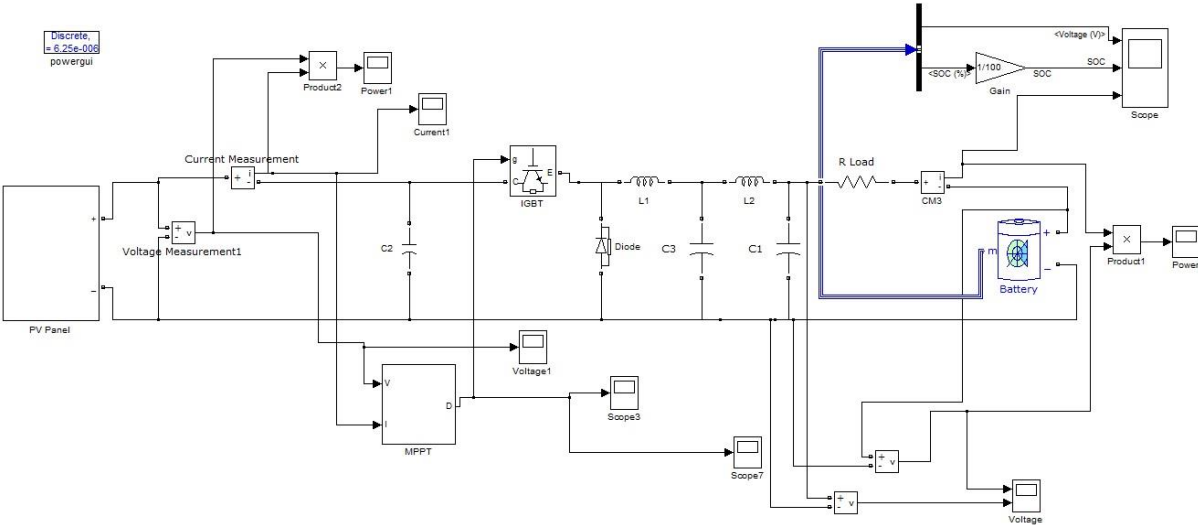 Discrete,
= 6.25e-006
powergui
×
Product2
Power1
Current1
Current Measurement
+ i
-
+
-
v
Voltage Measurement1
+
−
PV Panel
C2
g
C E
IGBT
Diode
L1
C3
L2
C1
R Load
+ i
-
CM3
<Voltage (V)>
<SOC (%)>
1/100
Gain
SOC
SOC
Scope
m
+
−
Battery
×
Product1
Power
Voltage1
V
I
D
MPPT
Scope3
Scope7
+
-
v
+
-
v
Voltage